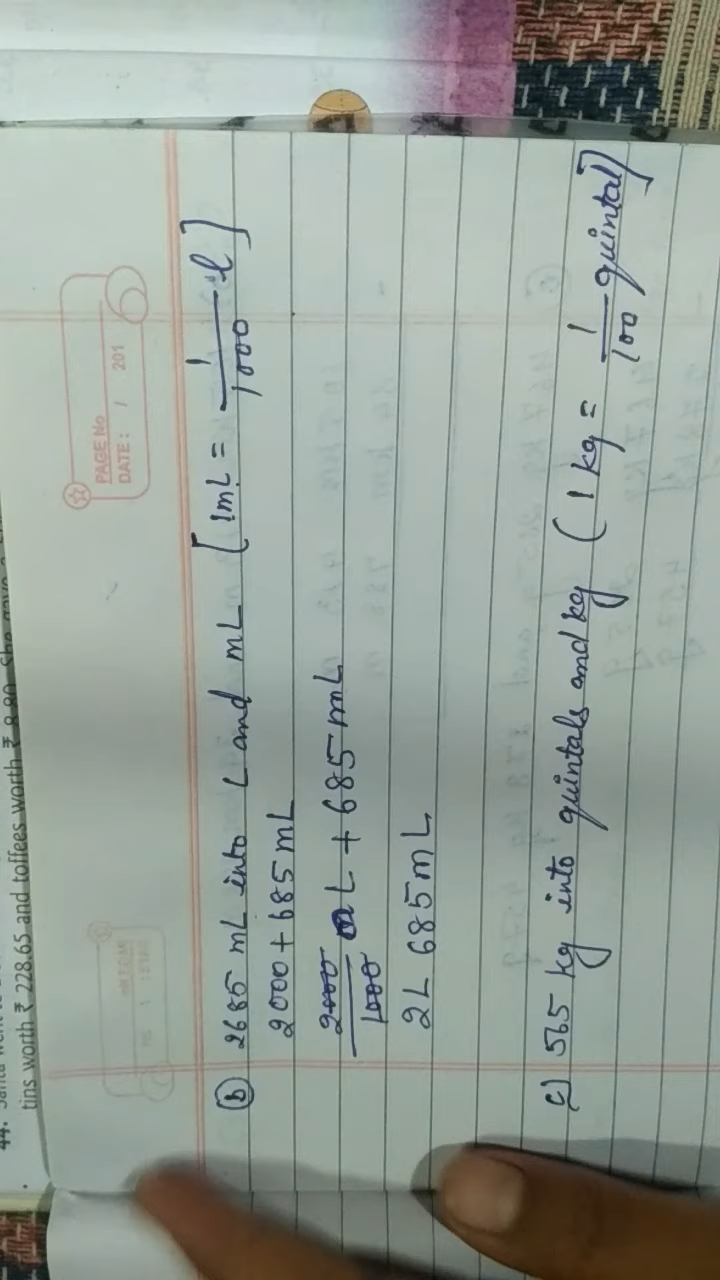 tins worth ₹ 228.65 and toffees worth ₹ 8.80. She gave
PAGE No
DATE: / 201
(b) 2685 mL into L and mL [1mL = 1/1000 l]
2000 + 685 mL
2000/1000 L + 685 mL
2L 685 mL
c) 565 kg into quintals and kg (1 kg = 1/100 quintal]